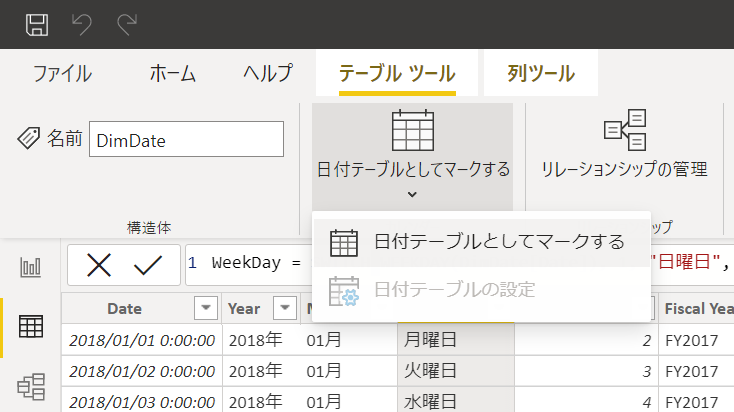 ファイル ホーム ヘルプ テーブル ツール 列ツール
名前 DimDate
日付テーブルとしてマークする リレーションシップの管理
構造体
日付テーブルとしてマークする
日付テーブルの設定
1 WeekDay = "日曜日",
Date Year Fiscal Yea
2018/01/01 0:00:00 2018年 01月 月曜日 2 FY2017
2018/01/02 0:00:00 2018年 01月 火曜日 3 FY2017
2018/01/03 0:00:00 2018年 01月 水曜日 4 FY2017